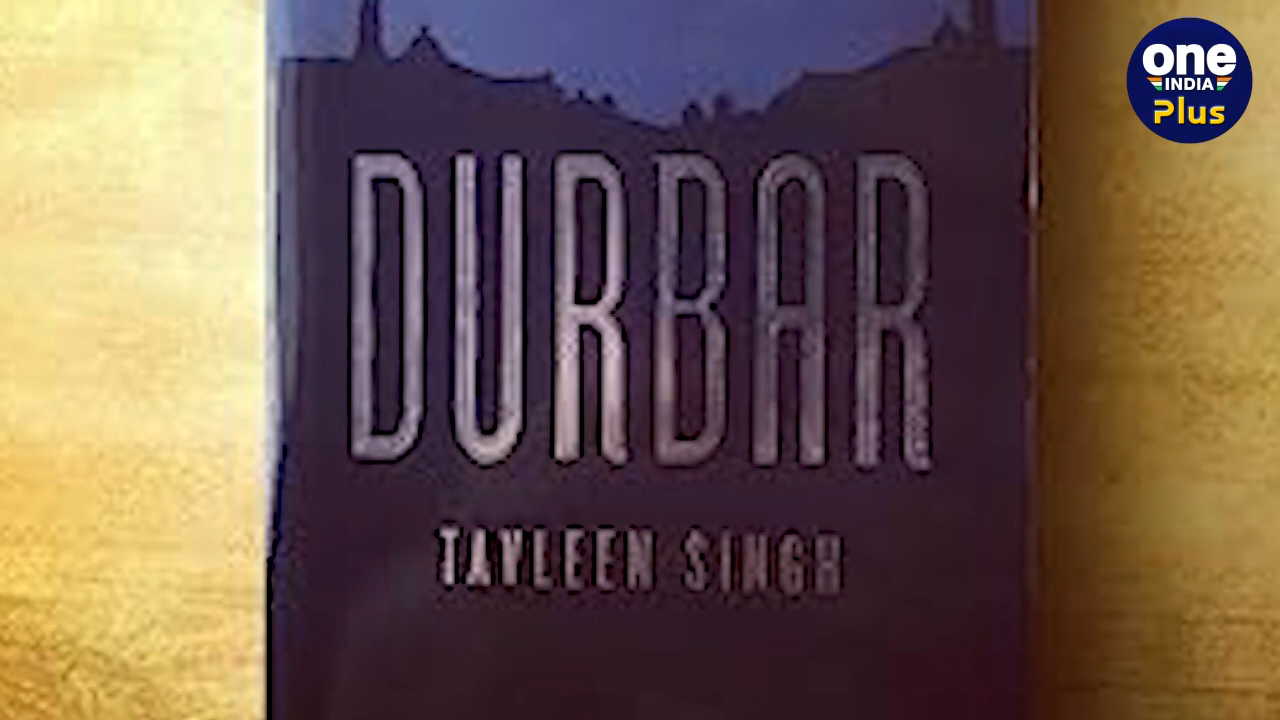 one
INDIA
Plus
DURBAR
TAVLEEN SINGH